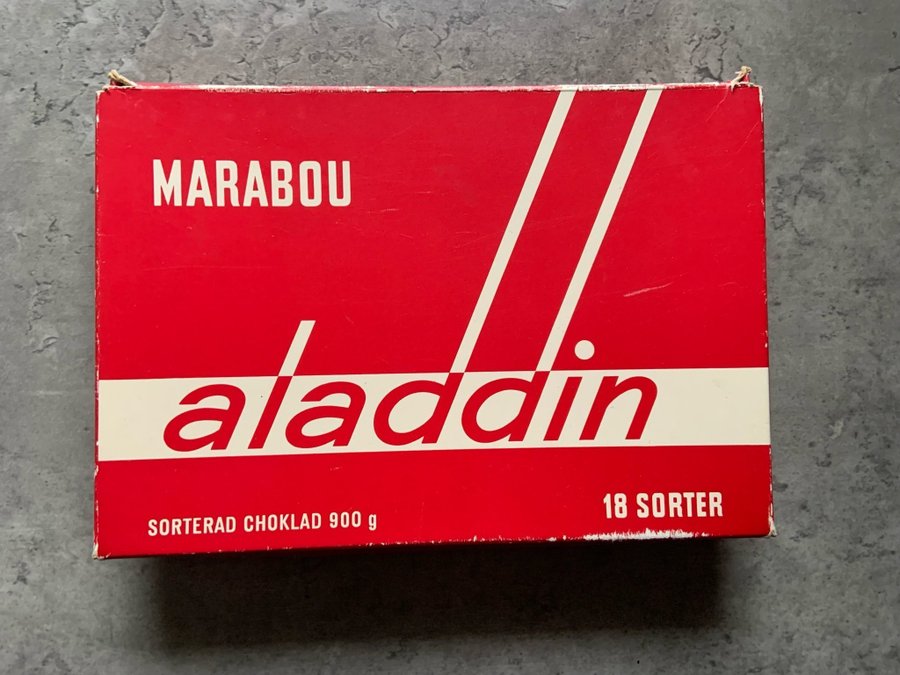 MARABOU
aladdin
18 SORTER
SORTERAD CHOKLAD 900 g